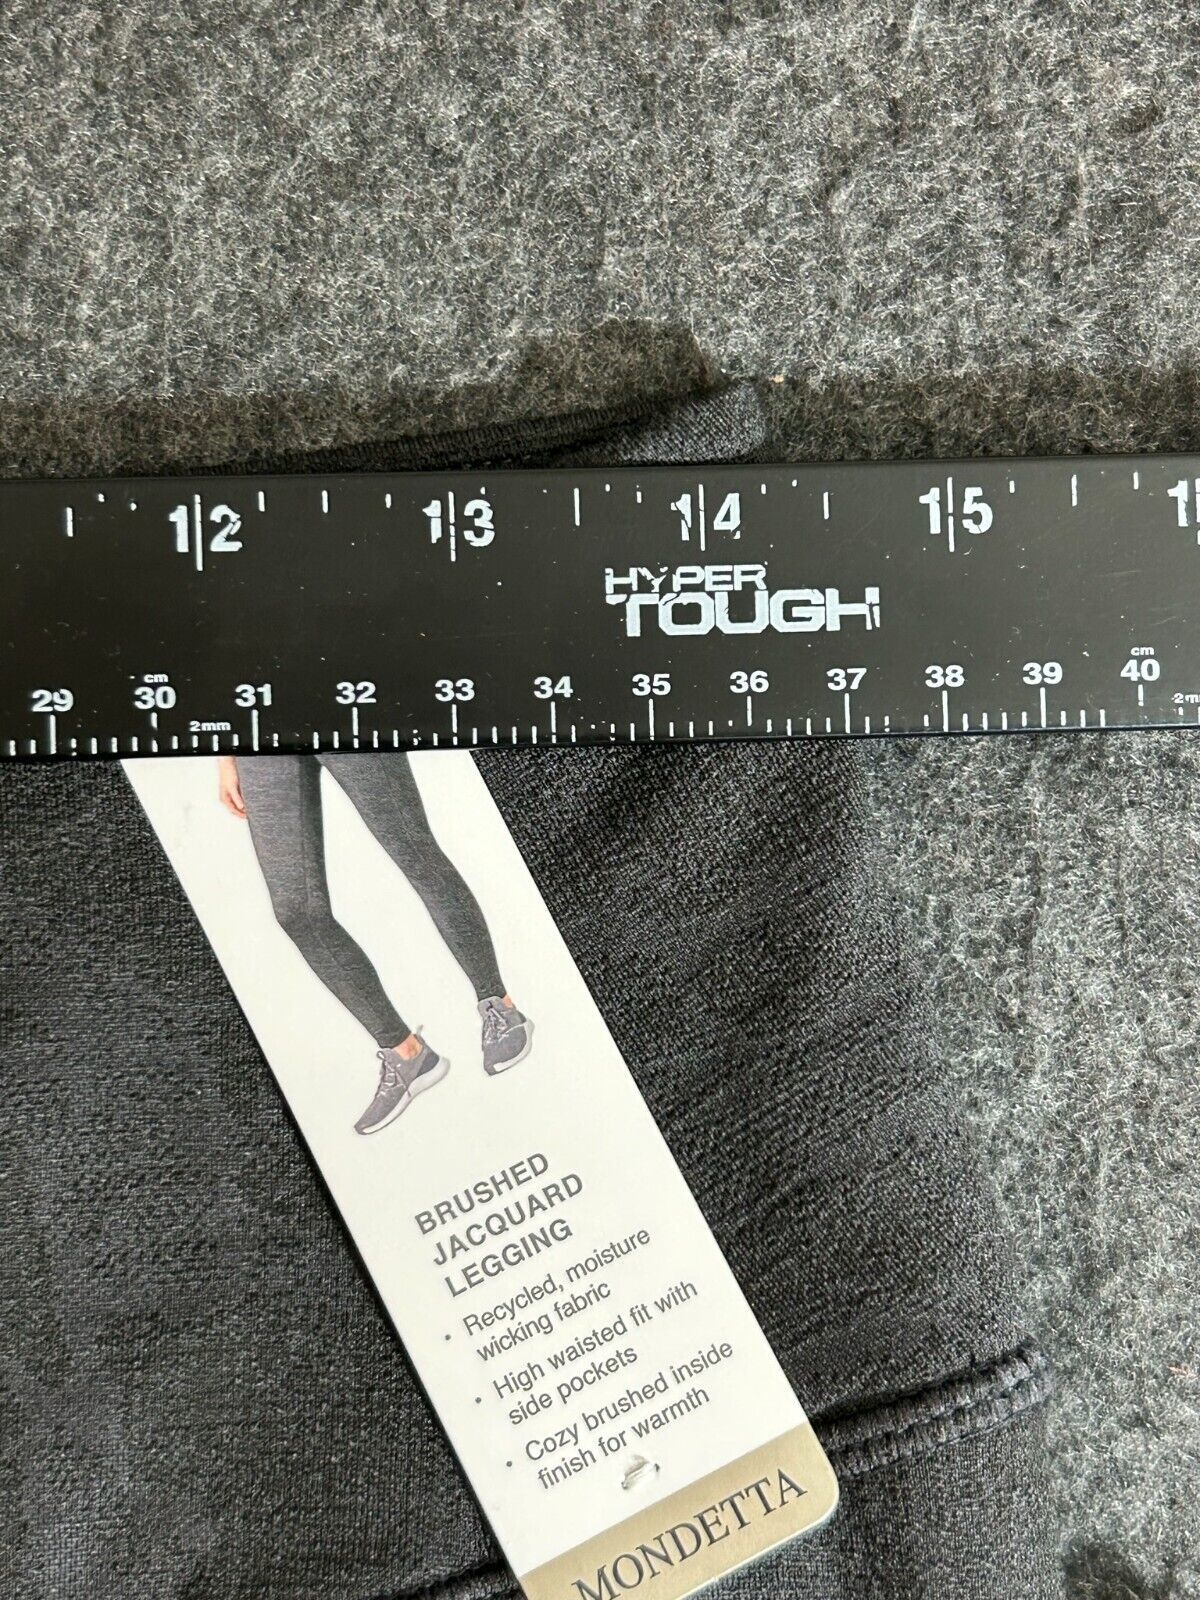 12 13 14 15
HYPER
TOUGH
cm cm
29 30 31 32 33 34 35 36 37 38 39 40
2mm
BRUSHED
JACQUARD
LEGGING
• Recycled, moisture
wicking fabric
• High waisted fit with
side pockets
• Cozy brushed inside
finish for warmth
MONDETTA